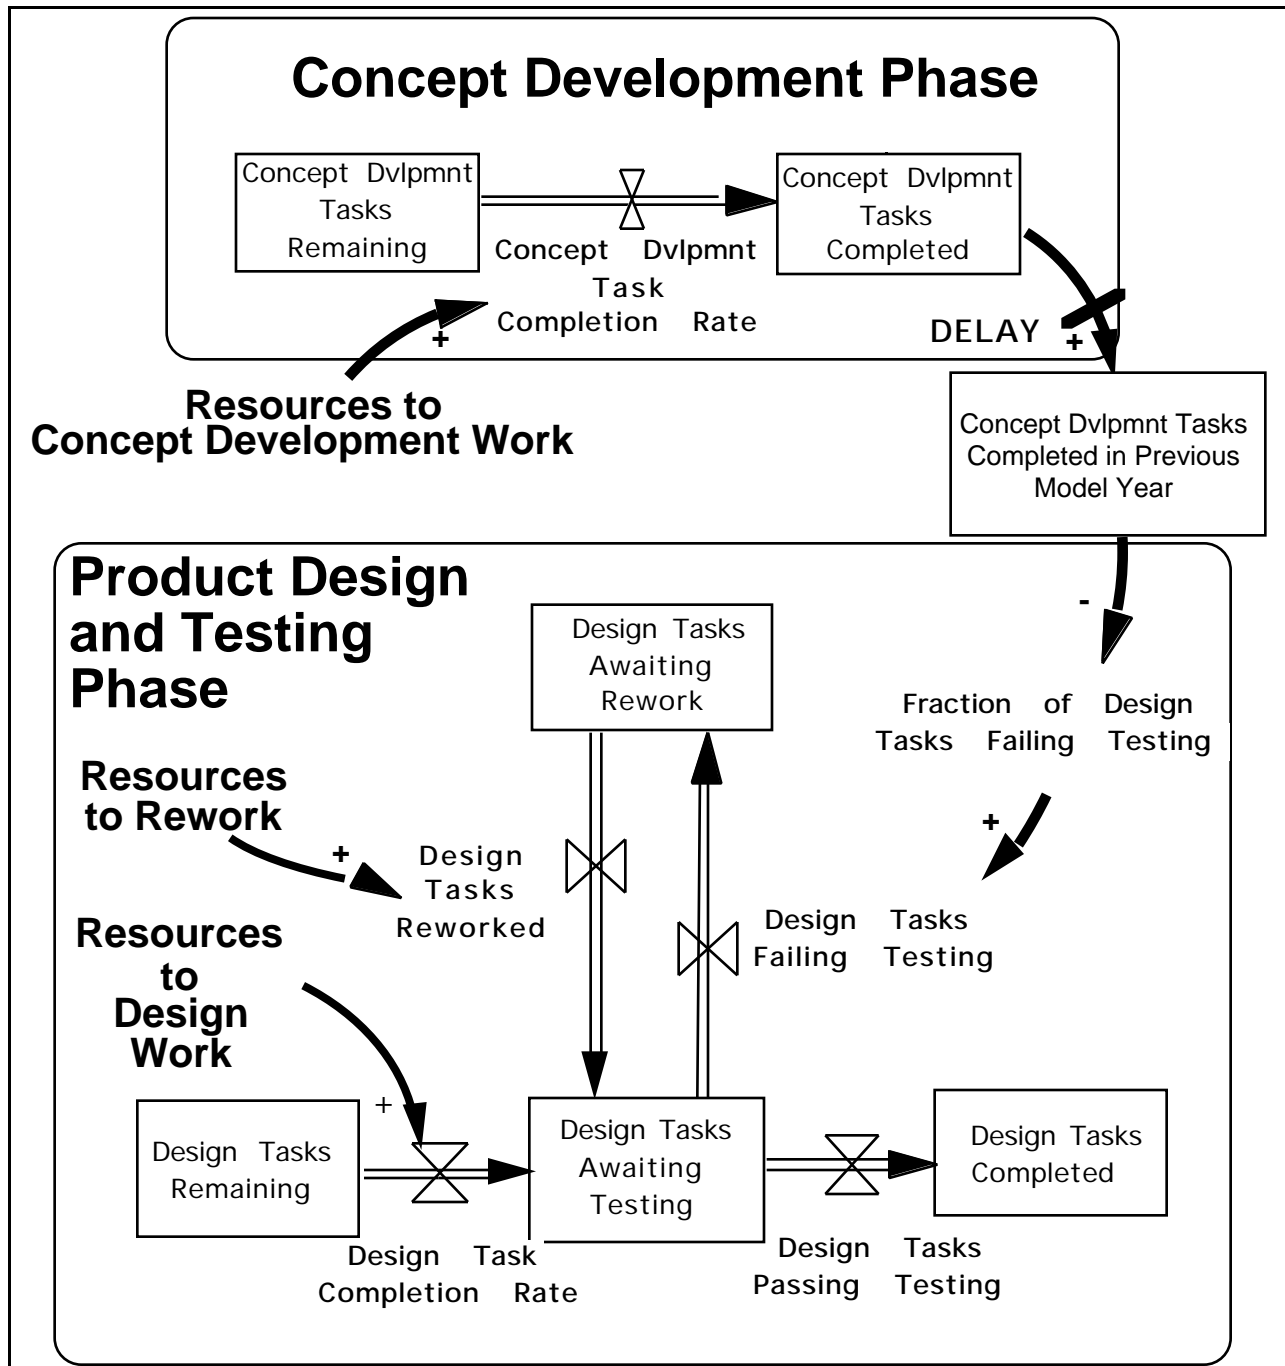 Concept Development Phase
Concept Dvlpmnt
Tasks
Remaining
Concept Dvlpmnt
Task
Completion Rate
Concept Dvlpmnt
Tasks
Completed
+
DELAY
+
Resources to
Concept Development Work
Concept Dvlpmnt Tasks
Completed in Previous
Model Year
Product Design
and Testing
Phase
-
Design Tasks
Awaiting
Rework
Fraction of Design
Tasks Failing Testing
Resources
to Rework
+
Design
Tasks
Reworked
+
Design Tasks
Failing Testing
Resources
to
Design
Work
+
Design Tasks
Remaining
Design Tasks
Awaiting
Testing
Design Tasks
Completed
Design Task
Completion Rate
Design Tasks
Passing Testing